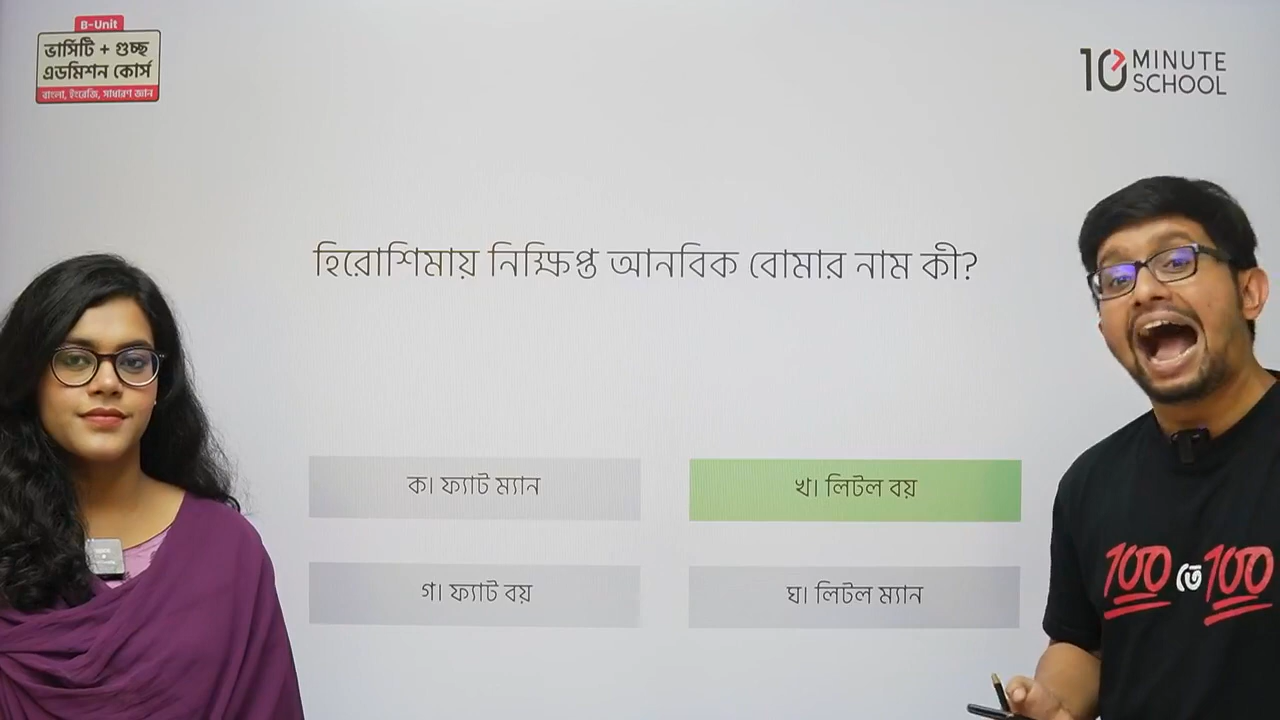 B-Unit
ভার্সিটি + গুচ্ছ
এডমিশন কোর্স
বাংলা, ইংরেজি, সাধারণ জ্ঞান
10 MINUTE
SCHOOL
হিরোশিমায় নিক্ষিপ্ত আনবিক বোমার নাম কী?
ক। ফ্যাট ম্যান
খ। লিটল বয়
গ। ফ্যাট বয়
ঘ। লিটল ম্যান
100 তে 100